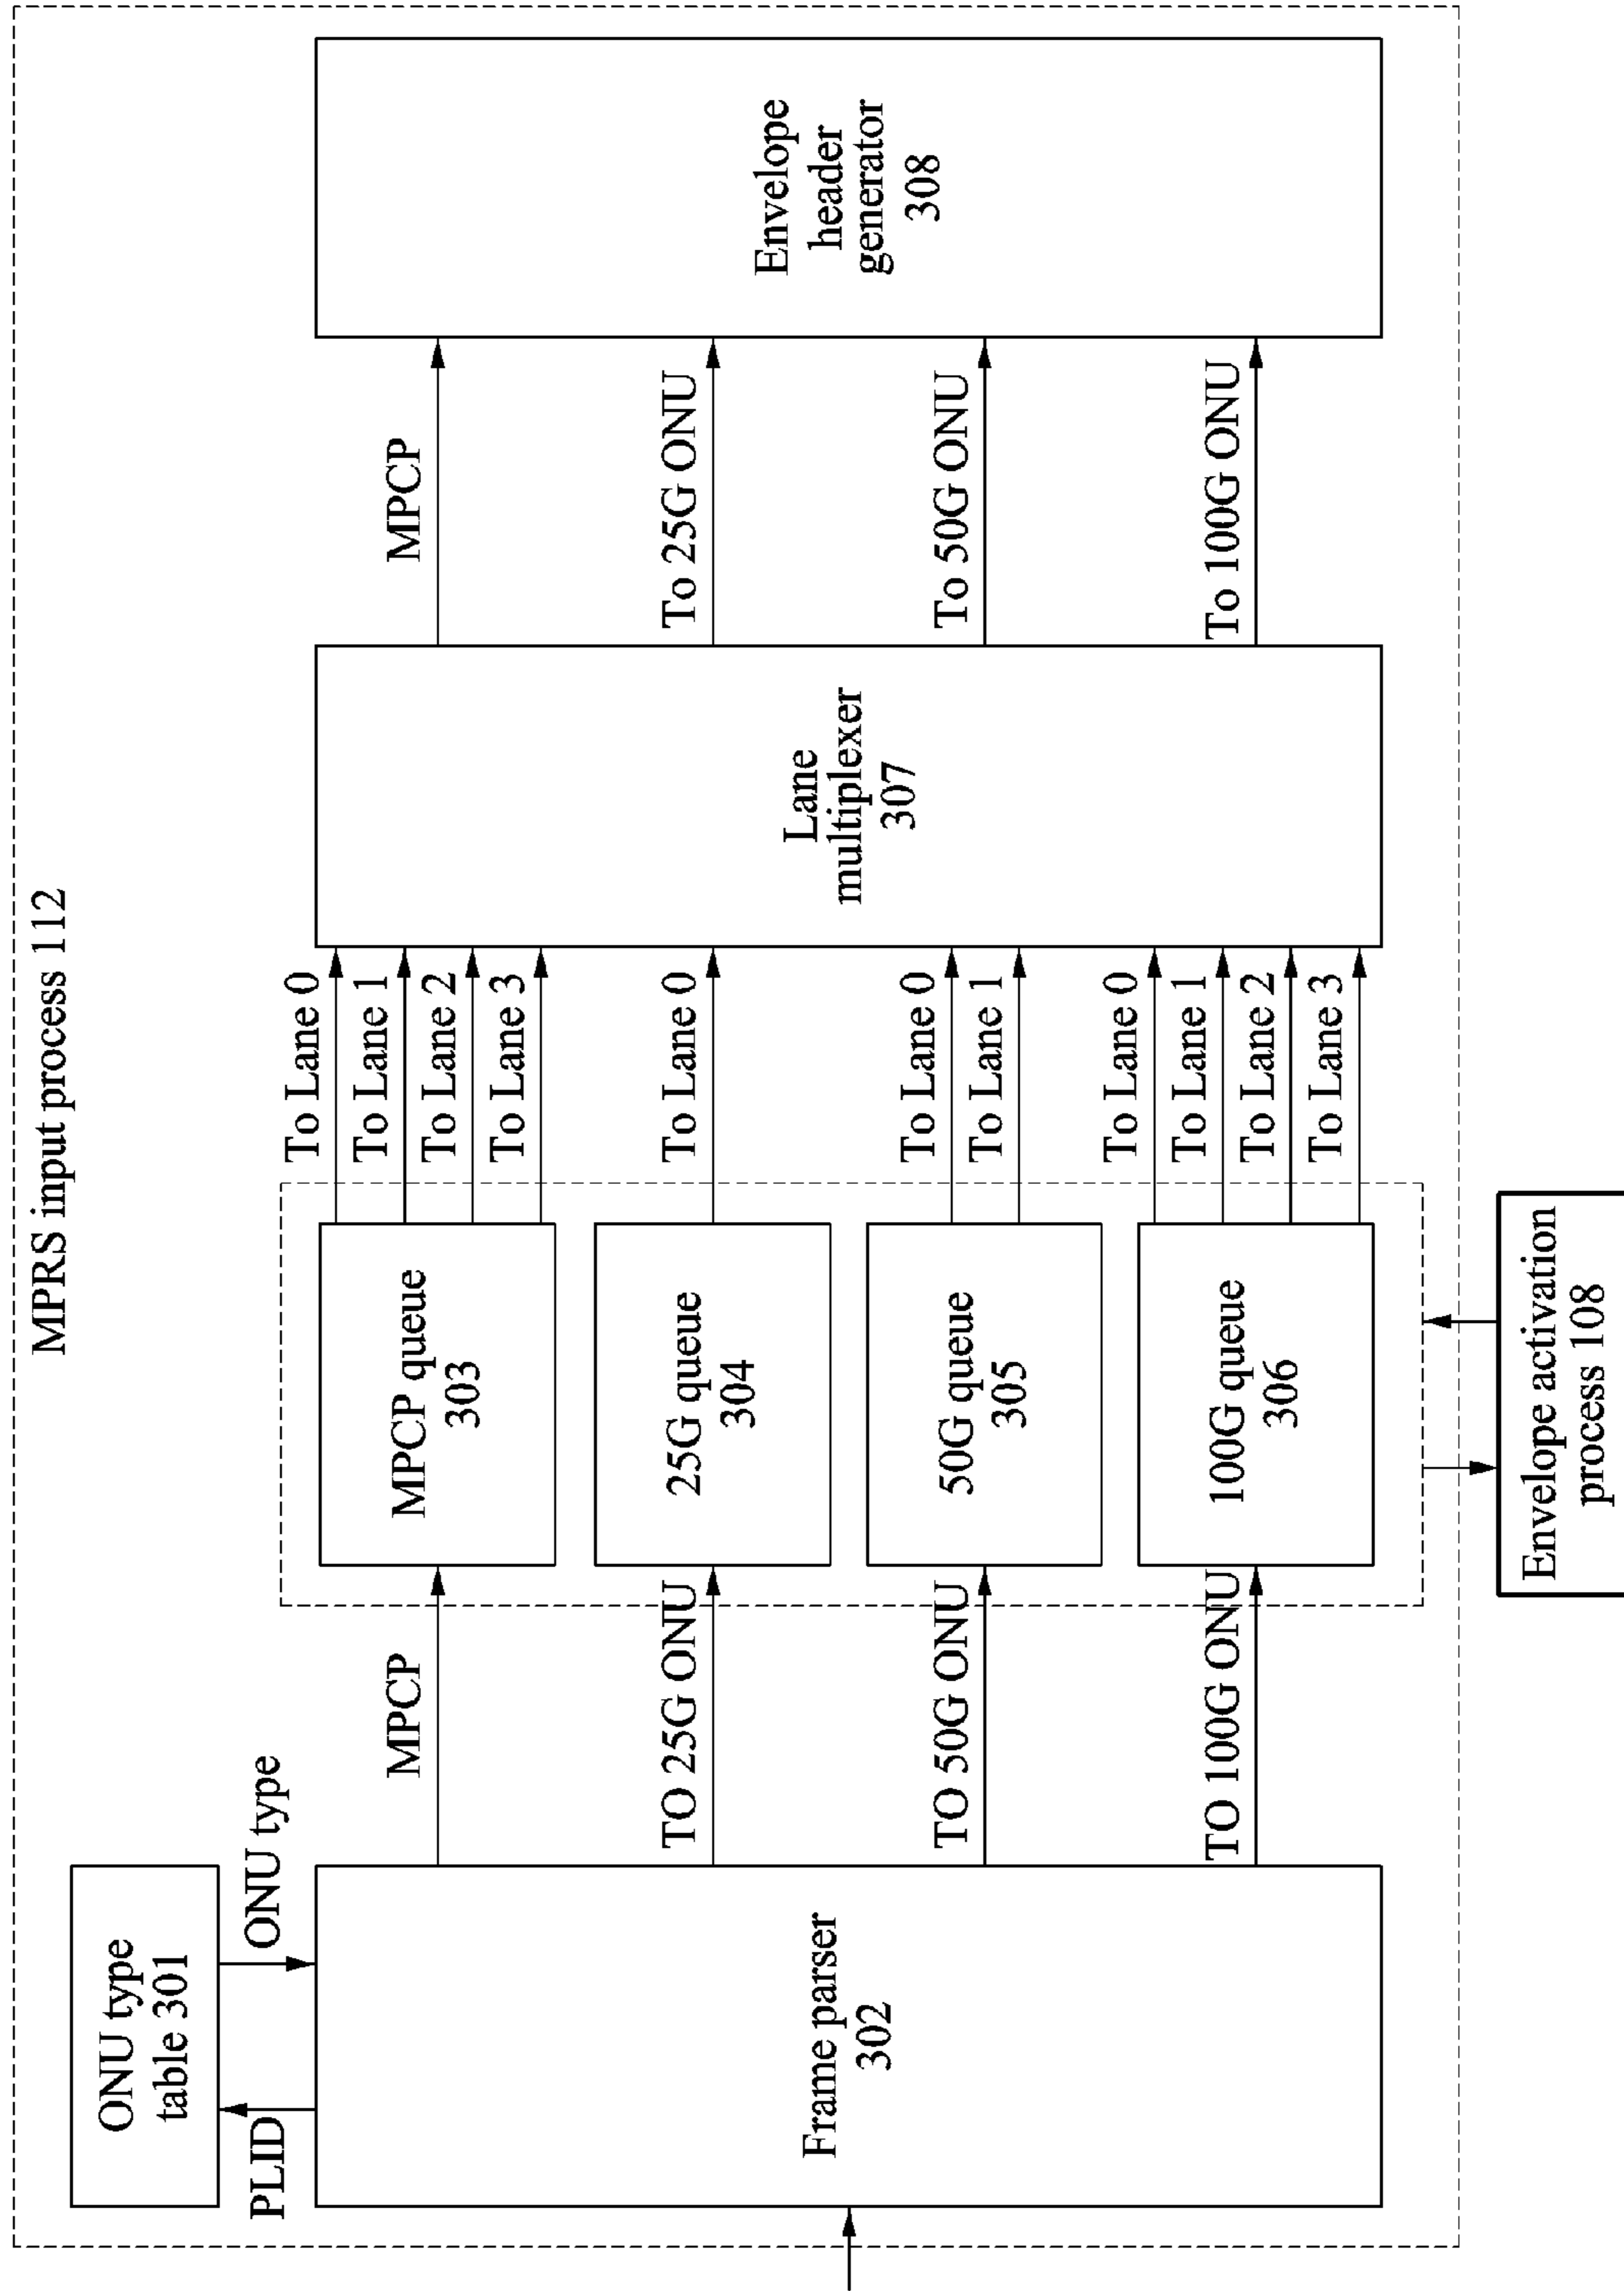 MPRS input process 112
ONU type
table 301
PLID
ONU type
Frame parser
302
MPCP
TO 25G ONU
TO 50G ONU
TO 100G ONU
MPCP queue
303
25G queue
304
50G queue
305
100G queue
306
Envelope activation
process 108
To Lane 0
To Lane 1
To Lane 2
To Lane 3
To Lane 0
To Lane 0
To Lane 1
To Lane 0
To Lane 1
To Lane 2
To Lane 3
Lane
multiplexer
307
MPCP
To 25G ONU
To 50G ONU
To 100G ONU
Envelope
header
generator
308